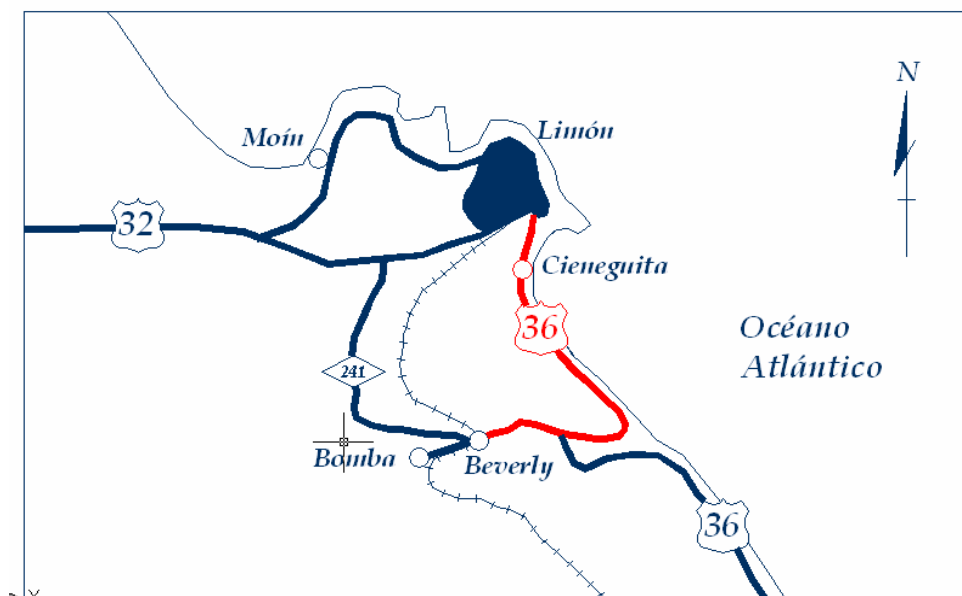 N
Moín
Limón
32
Cieneguita
36
Océano
Atlántico
241
Bomba
Beverly
36
X